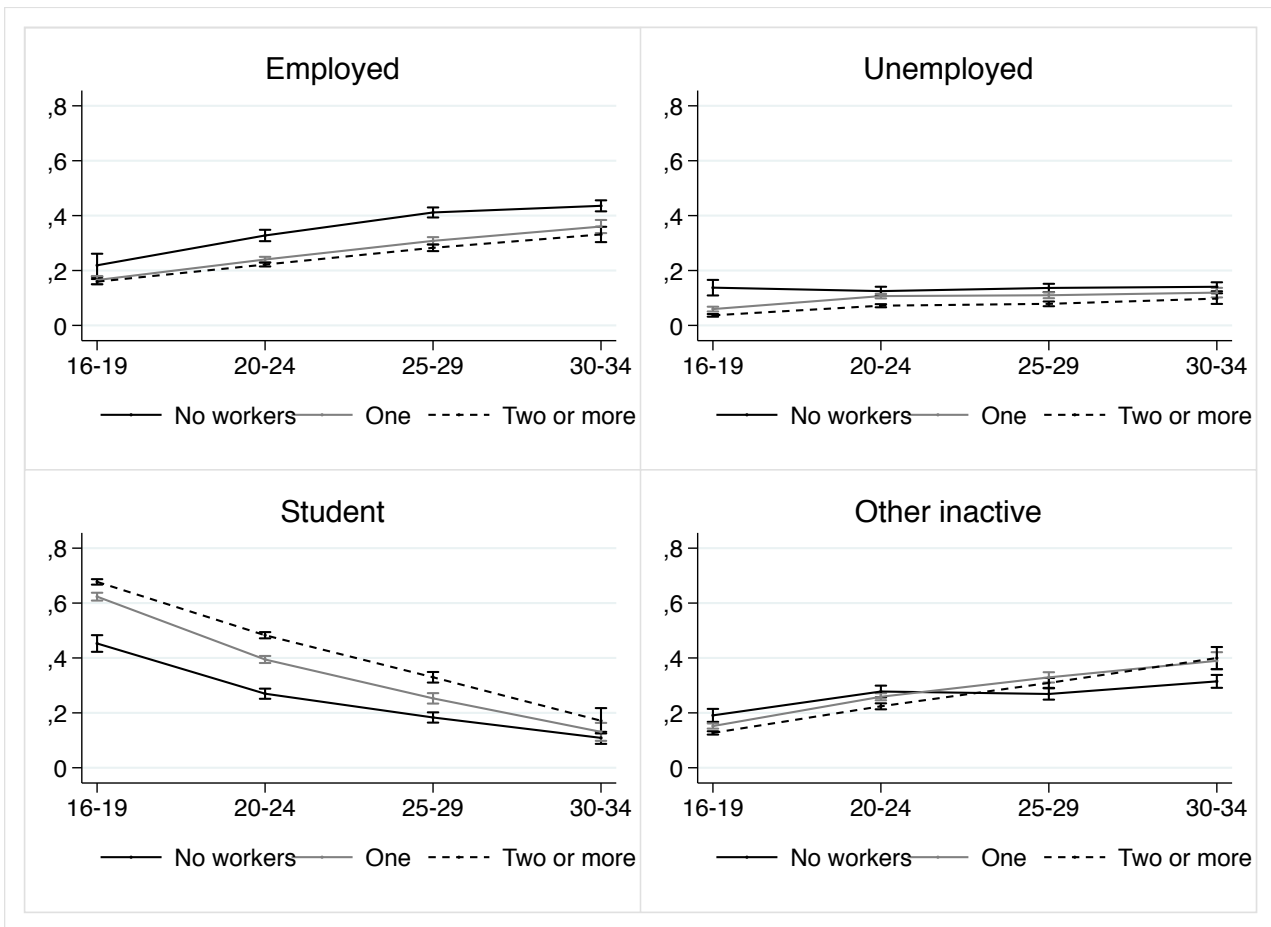 Employed
,8
,6
,4
,2
0
16-19 20-24 25-29 30-34
No workers One Two or more
Unemployed
,8
,6
,4
,2
0
16-19 20-24 25-29 30-34
No workers One Two or more
Student
,8
,6
,4
,2
0
16-19 20-24 25-29 30-34
No workers One Two or more
Other inactive
,8
,6
,4
,2
0
16-19 20-24 25-29 30-34
No workers One Two or more